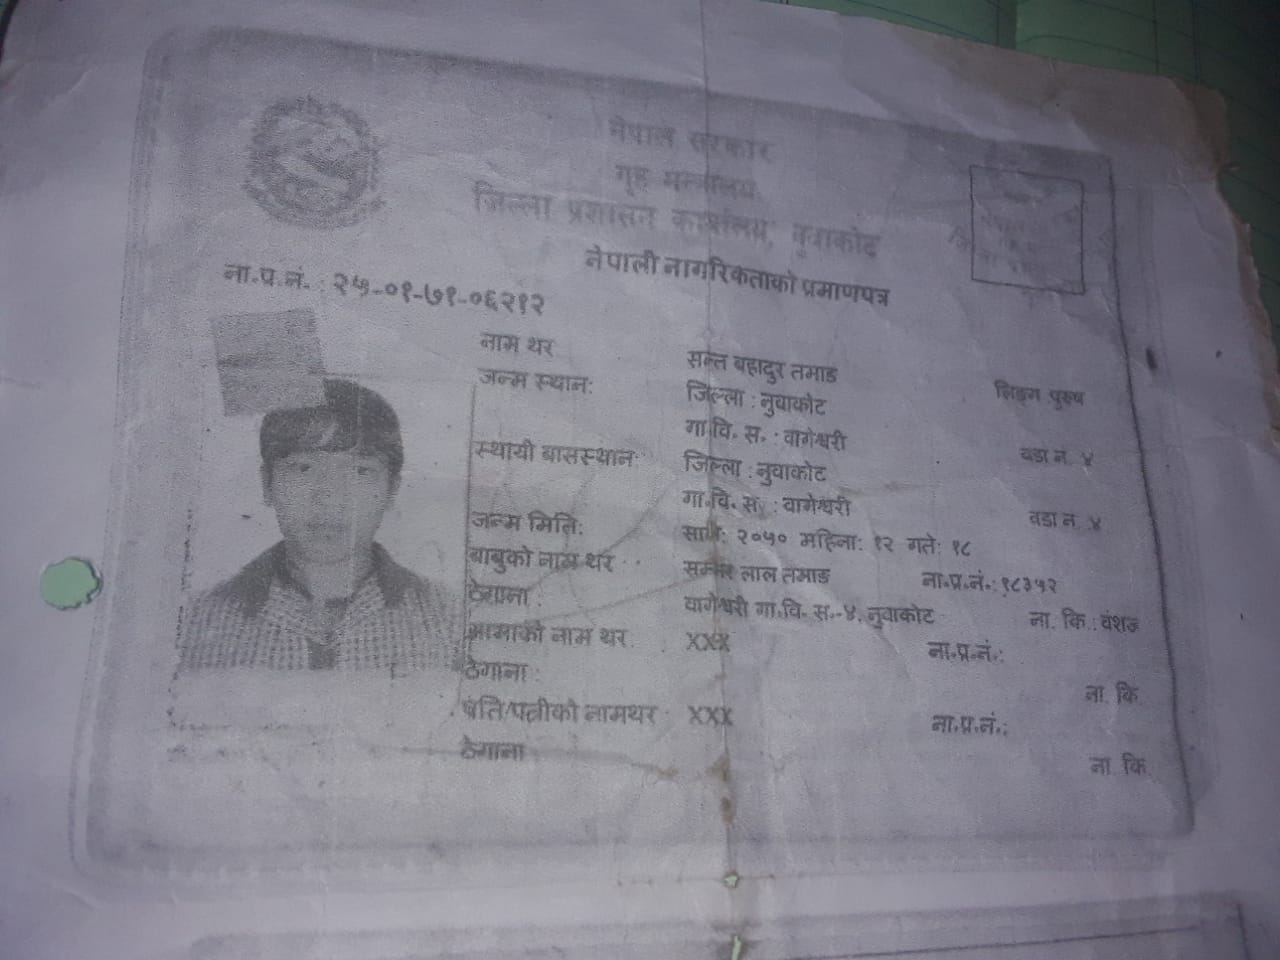 नेपाल सरकार
गृह मन्त्रालय
जिल्ला प्रशासन कार्यालय, नुवाकोट
नेपाली नागरिकताको प्रमाणपत्र
ना.प्र.नं. : २५-०१-७१-०६२१२
नाम थर सन्त बहादुर तमाङ लिङ्ग पुरुष
जन्म स्थान: जिल्ला : नुवाकोट
गा.वि. स. : वागेश्वरी वडा न. ४
स्थायी बासस्थान: जिल्ला : नुवाकोट
गा.वि. स. : वागेश्वरी वडा न. ४
जन्म मिति: साल: २०५० महिना: १२ गते: १८
बाबुको नाम थर लाल तमाङ ना.प्र.नं.: १८३५२
ठेगाना : वागेश्वरी गा.वि. स.-४, नुवाकोट ना. कि.: वंशज
आमाको नाम थर : XXX ना.प्र.नं.:
ठेगाना : ना. कि.
पति/पत्नीको नामथर XXX ना.प्र.नं.:
ठेगाना ना. कि.